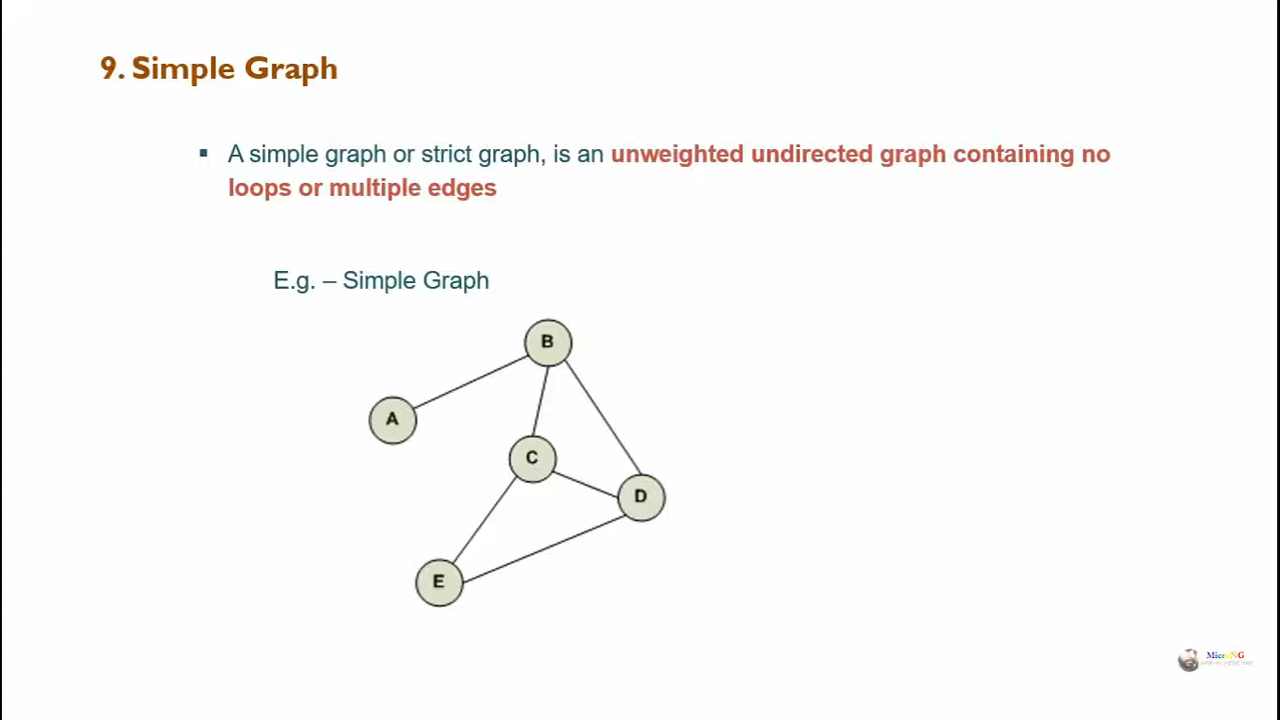 9. Simple Graph
▪ A simple graph or strict graph, is an unweighted undirected graph containing no
loops or multiple edges
E.g. – Simple Graph
B
A
C
D
E
MicroNG